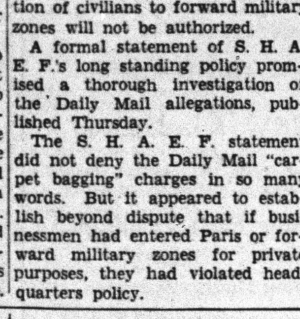 tion of civilians to forward militar
zones will not be authorized.
A formal statement of S. H. A
E. F.'s long standing policy prom-
ised a thorough investigation o
the Daily Mail allegations, pub
lished Thursday.
The S. H. A. E. F. statemen
did not deny the Daily Mail "car
pet bagging" charges in so many
words. But it appeared to estab
lish beyond dispute that if busi
nessmen had entered Paris or for-
ward military zones for private
purposes, they had violated head
quarters policy.